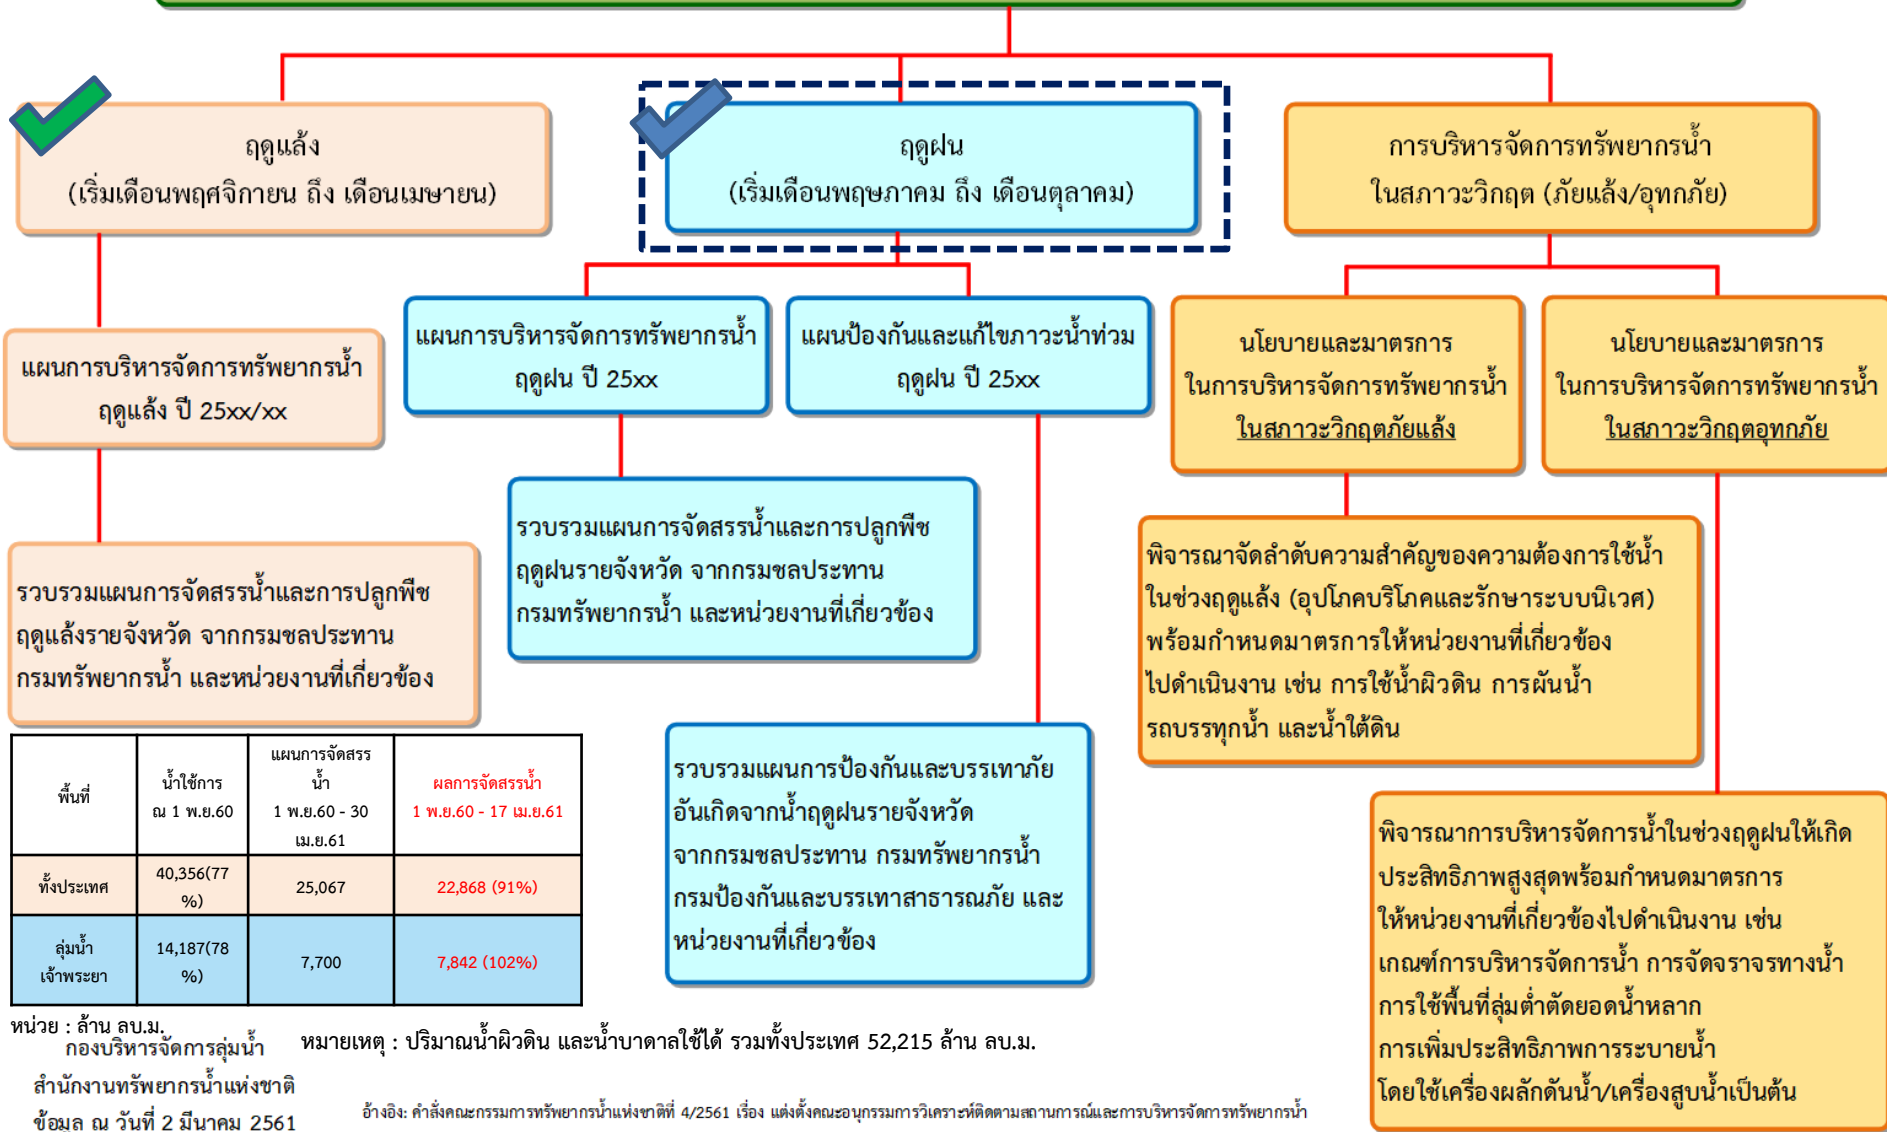 ฤดูแล้ง
(เริ่มเดือนพฤศจิกายน ถึง เดือนเมษายน)
ฤดูฝน
(เริ่มเดือนพฤษภาคม ถึง เดือนตุลาคม)
การบริหารจัดการทรัพยากรน้ำ
ในสภาวะวิกฤต (ภัยแล้ง/อุทกภัย)
แผนการบริหารจัดการทรัพยากรน้ำ
ฤดูแล้ง ปี 25xx/xx
แผนการบริหารจัดการทรัพยากรน้ำ
ฤดูฝน ปี 25xx
แผนป้องกันและแก้ไขภาวะน้ำท่วม
ฤดูฝน ปี 25xx
นโยบายและมาตรการ
ในการบริหารจัดการทรัพยากรน้ำ
ในสภาวะวิกฤตภัยแล้ง
นโยบายและมาตรการ
ในการบริหารจัดการทรัพยากรน้ำ
ในสภาวะวิกฤตอุทกภัย
รวบรวมแผนการจัดสรรน้ำและการปลูกพืช
ฤดูแล้งรายจังหวัด จากกรมชลประทาน
กรมทรัพยากรน้ำ และหน่วยงานที่เกี่ยวข้อง
รวบรวมแผนการจัดสรรน้ำและการปลูกพืช
ฤดูฝนรายจังหวัด จากกรมชลประทาน
กรมทรัพยากรน้ำ และหน่วยงานที่เกี่ยวข้อง
รวบรวมแผนการป้องกันและบรรเทาภัย
อันเกิดจากน้ำฤดูฝนรายจังหวัด
จากกรมชลประทาน กรมทรัพยากรน้ำ
กรมป้องกันและบรรเทาสาธารณภัย และ
หน่วยงานที่เกี่ยวข้อง
พิจารณาจัดลำดับความสำคัญของความต้องการใช้น้ำ
ในช่วงฤดูแล้ง (อุปโภคบริโภคและรักษาระบบนิเวศ)
พร้อมกำหนดมาตรการให้หน่วยงานที่เกี่ยวข้อง
ไปดำเนินงาน เช่น การใช้น้ำผิวดิน การผันน้ำ
รถบรรทุกน้ำ และน้ำใต้ดิน
พิจารณาการบริหารจัดการน้ำในช่วงฤดูฝนให้เกิด
ประสิทธิภาพสูงสุดพร้อมกำหนดมาตรการ
ให้หน่วยงานที่เกี่ยวข้องไปดำเนินงาน เช่น
เกณฑ์การบริหารจัดการน้ำ การจัดจราจรทางน้ำ
การใช้พื้นที่ลุ่มต่ำตัดยอดน้ำหลาก
การเพิ่มประสิทธิภาพการระบายน้ำ
โดยใช้เครื่องผลักดันน้ำ/เครื่องสูบน้ำเป็นต้น
พื้นที่
น้ำใช้การ
ณ 1 พ.ย.60
แผนการจัดสรร
น้ำ
1 พ.ย.60 - 30
เม.ย.61
ผลการจัดสรรน้ำ
1 พ.ย.60 - 17 เม.ย.61
ทั้งประเทศ
40,356(77
%)
25,067
22,868 (91%)
ลุ่มน้ำ
เจ้าพระยา
14,187(78
%)
7,700
7,842 (102%)
หน่วย : ล้าน ลบ.ม.
หมายเหตุ : ปริมาณน้ำผิวดิน และน้ำบาดาลใช้ได้ รวมทั้งประเทศ 52,215 ล้าน ลบ.ม.
กองบริหารจัดการลุ่มน้ำ
สำนักงานทรัพยากรน้ำแห่งชาติ
ข้อมูล ณ วันที่ 2 มีนาคม 2561
อ้างอิง: คำสั่งคณะกรรมการทรัพยากรน้ำแห่งชาติที่ 4/2561 เรื่อง แต่งตั้งคณะอนุกรรมการวิเคราะห์ติดตามสถานการณ์และการบริหารจัดการทรัพยากรน้ำ